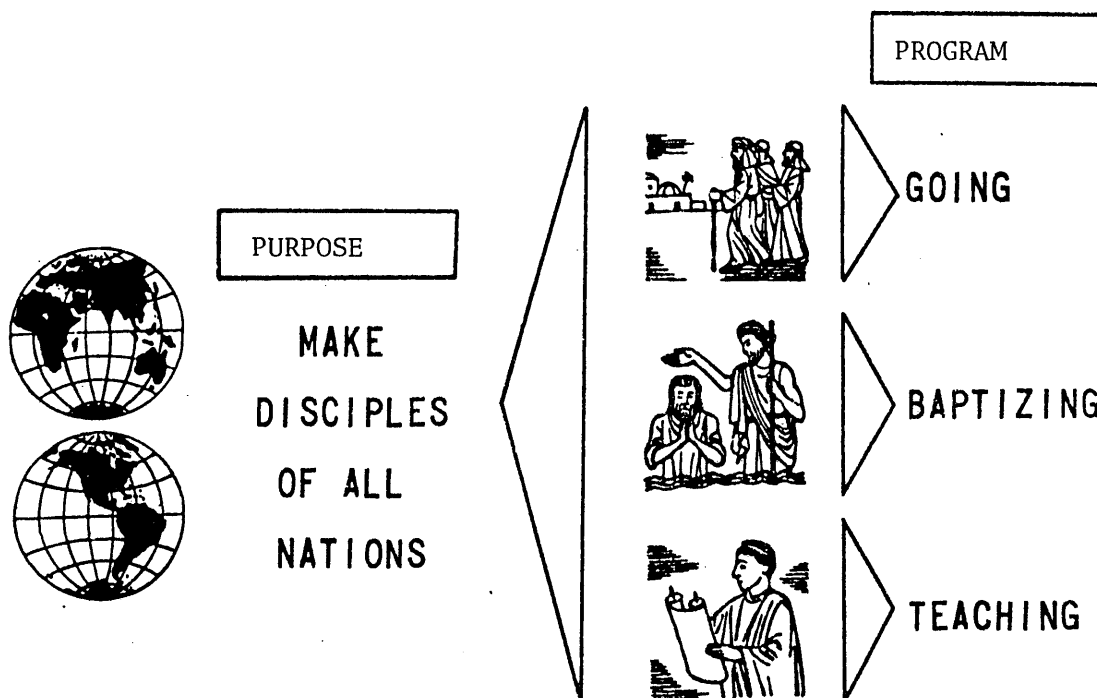 PROGRAM
GOING
PURPOSE
MAKE
DISCIPLES
OF ALL
NATIONS
BAPTIZING
TEACHING